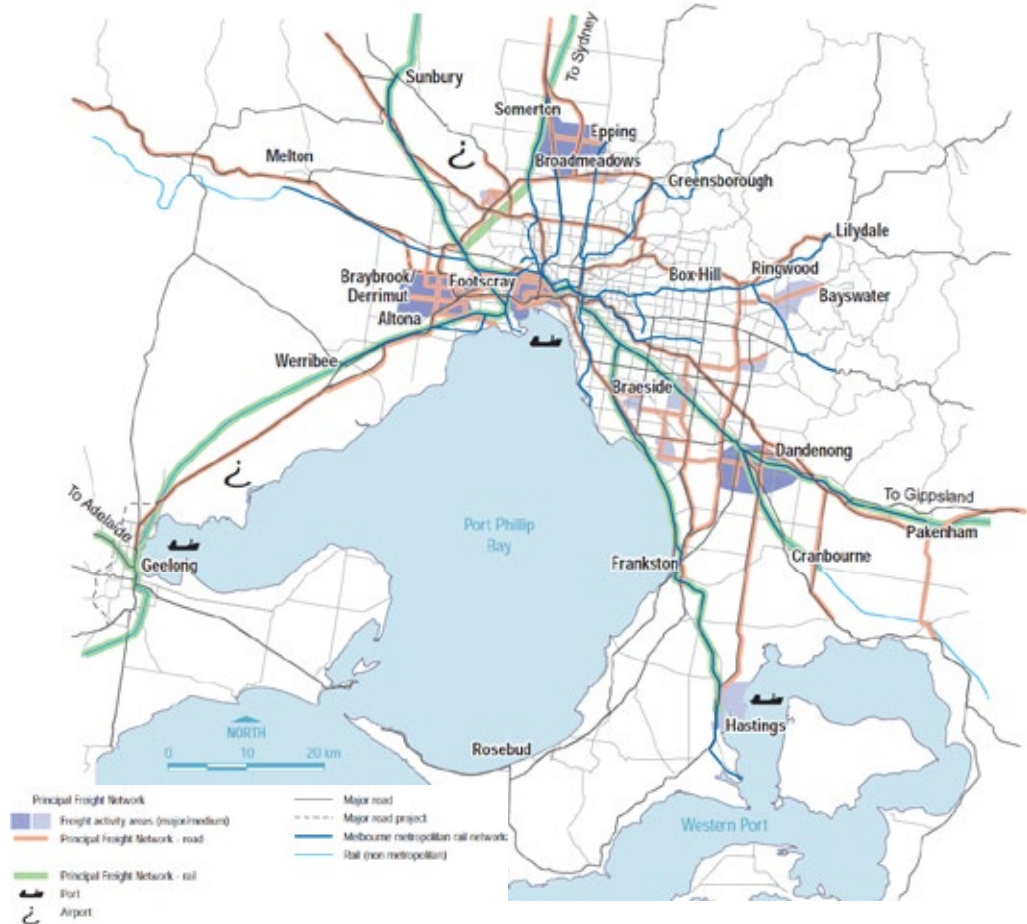 To Sydney
Sunbury
Somerton
Epping
Melton
Broadmeadows
Greensborough
Lilydale
Box Hill
Ringwood
Braybrook/
Derrimut
Footscray
Bayswater
Altona
Werribee
Braeside
Dandenong
To Adelaide
To Gippsland
Port Phillip
Bay
Pakenham
Geelong
Frankston
Cranbourne
Hastings
NORTH
Rosebud
0 10 20 km
Western Port
Principal Freight Network
Freight activity areas (major/medium)
Principal Freight Network - road
Principal Freight Network - rail
Port
Airport
Major road
Major road project
Melbourne metropolitan rail network
Rail (non metropolitan)